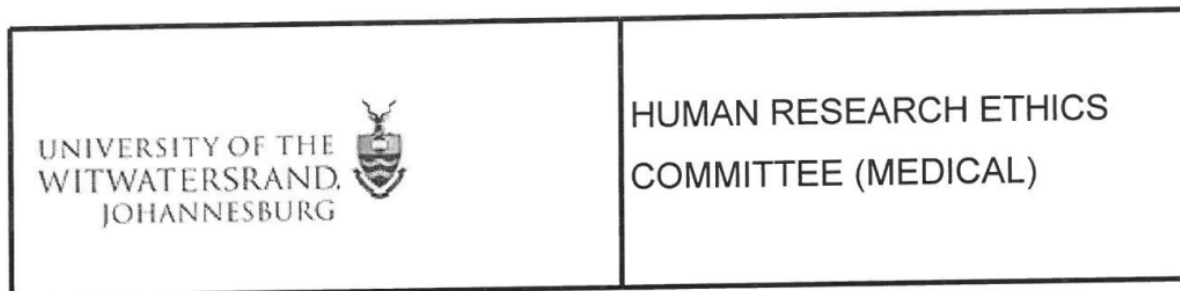 UNIVERSITY OF THE
WITWATERSRAND,
JOHANNESBURG
HUMAN RESEARCH ETHICS
COMMITTEE (MEDICAL)